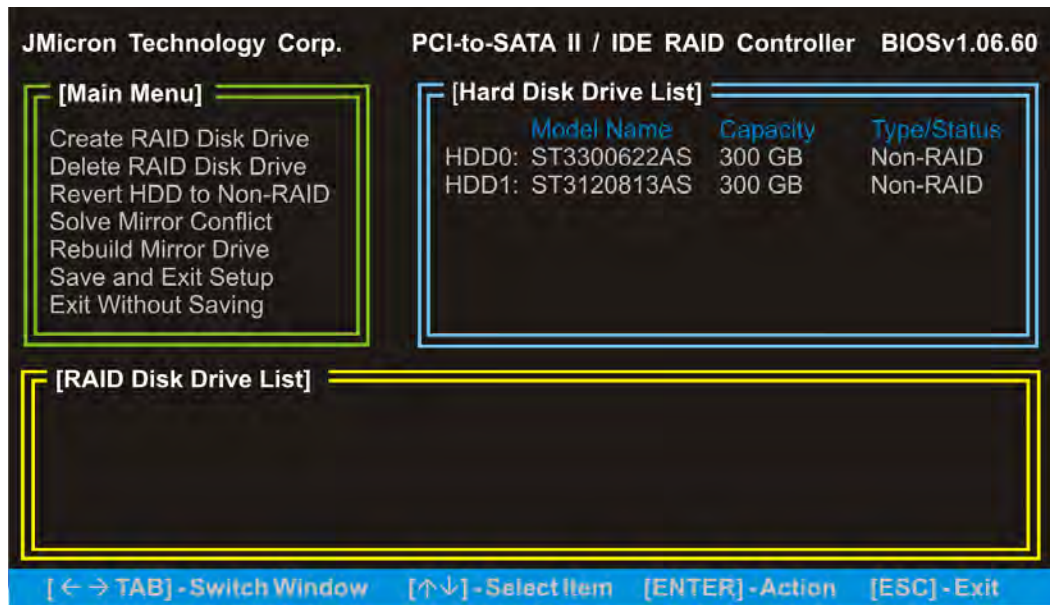 JMicron Technology Corp. PCI-to-SATA II / IDE RAID Controller BIOSv1.06.60
[Main Menu]
Create RAID Disk Drive
Delete RAID Disk Drive
Revert HDD to Non-RAID
Solve Mirror Conflict
Rebuild Mirror Drive
Save and Exit Setup
Exit Without Saving
[Hard Disk Drive List]
Model Name Capacity Type/Status
HDD0: ST3300622AS 300 GB Non-RAID
HDD1: ST3120813AS 300 GB Non-RAID
[RAID Disk Drive List]
[←→ TAB]-Switch Window [↑↓]-Select Item [ENTER]-Action [ESC]-Exit